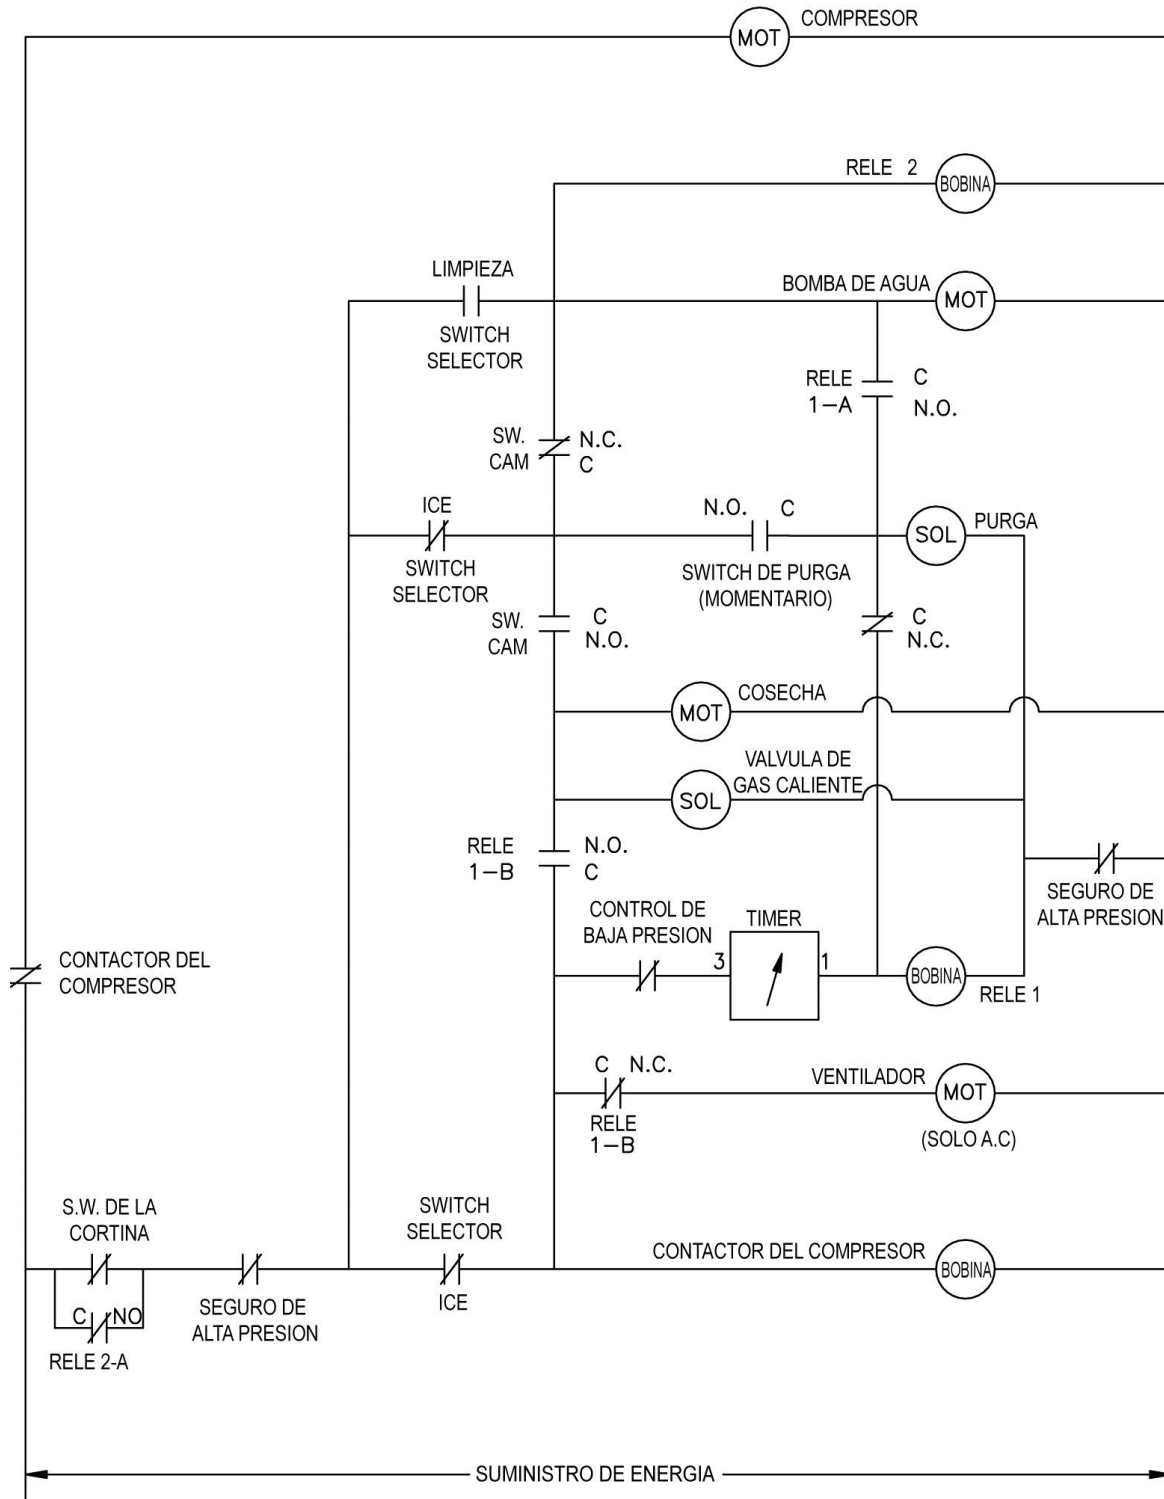 COMPRESOR
MOT
RELE 2
BOBINA
LIMPIEZA
BOMBA DE AGUA
MOT
SWITCH
SELECTOR
RELE
1-A
C
N.O.
SW.
CAM
N.C.
C
ICE
N.O. C
SOL
PURGA
SWITCH
SELECTOR
SWITCH DE PURGA
(MOMENTARIO)
SW.
CAM
C
N.O.
C
N.C.
MOT
COSECHA
VALVULA DE
GAS CALIENTE
SOL
RELE
1-B
N.O.
C
SEGURO DE
ALTA PRESION
CONTROL DE
BAJA PRESION
TIMER
3
1
BOBINA
RELE 1
CONTACTOR DEL
COMPRESOR
C N.C.
VENTILADOR
MOT
RELE
1-B
(SOLO A.C)
S.W. DE LA
CORTINA
SWITCH
SELECTOR
CONTACTOR DEL COMPRESOR
BOBINA
ICE
SEGURO DE
ALTA PRESION
C NO
RELE 2-A
SUMINISTRO DE ENERGIA